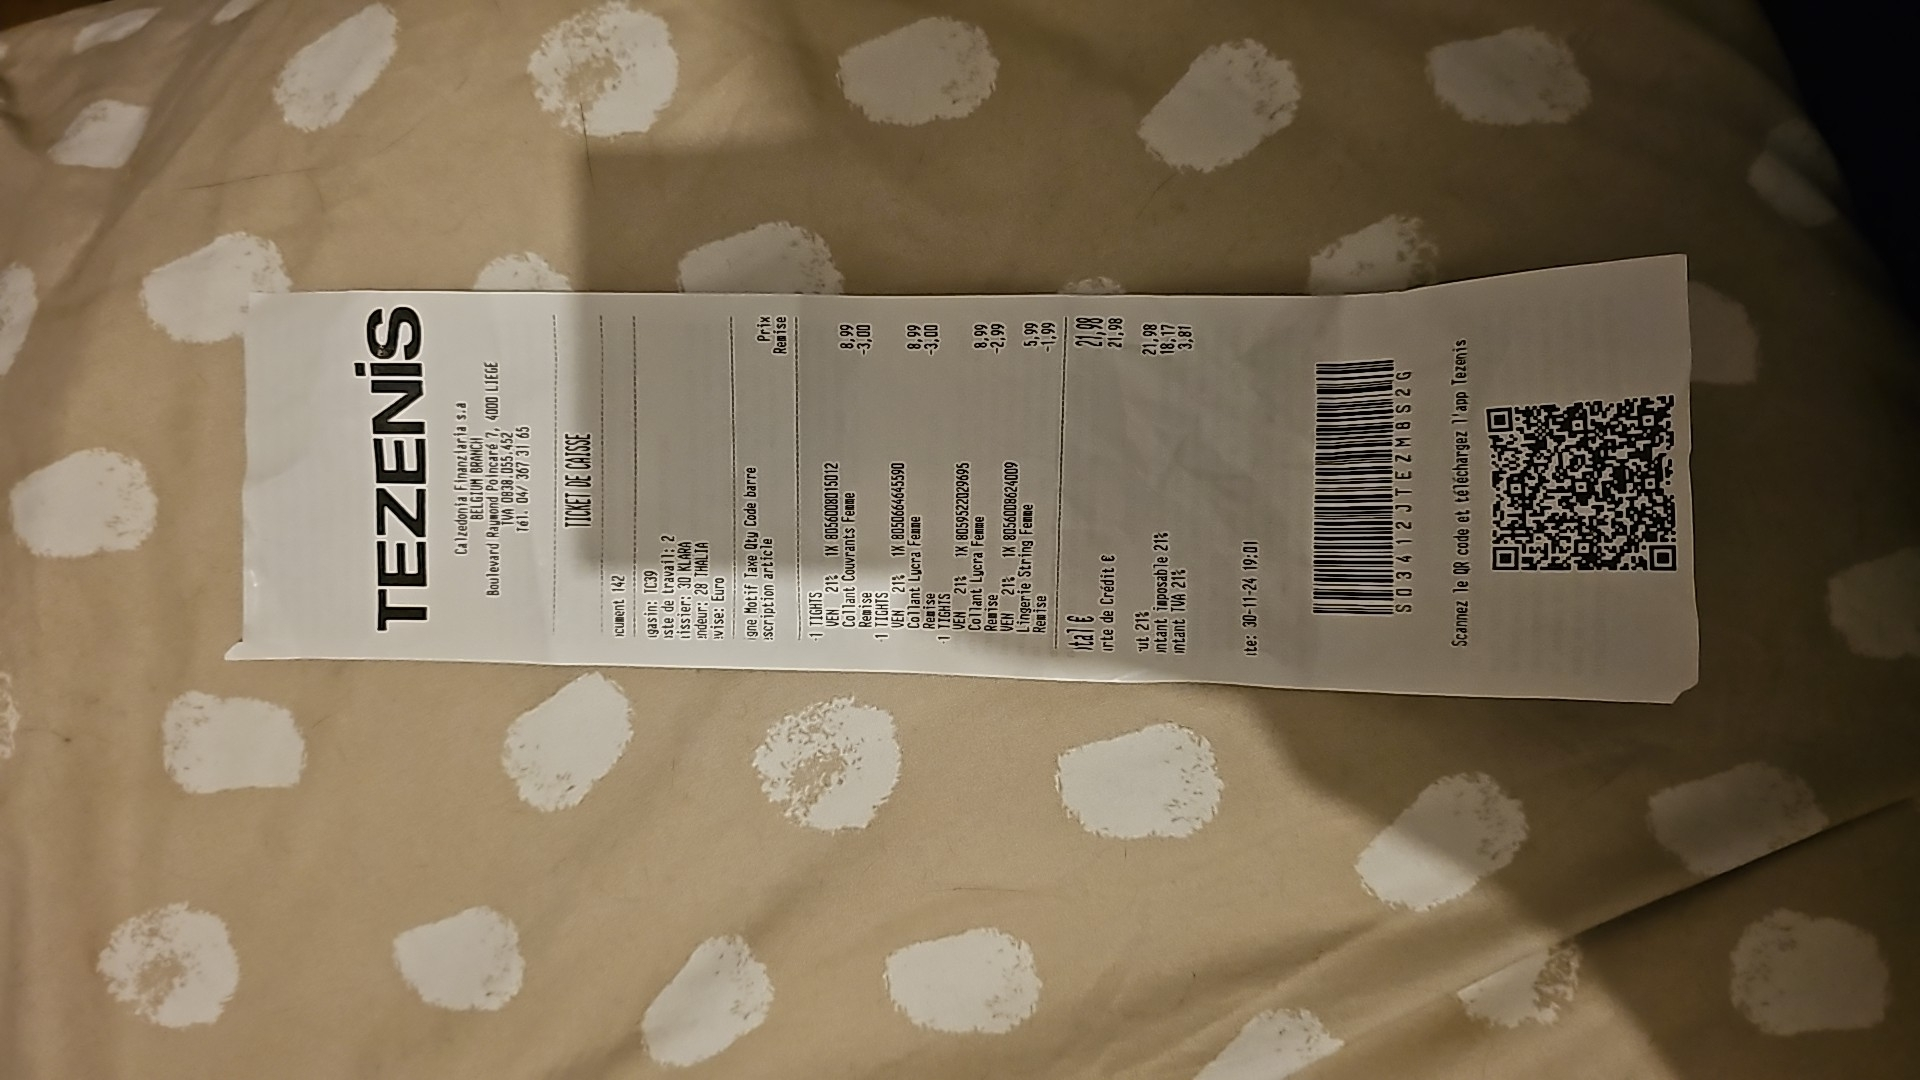 TEZENIS
Calzedonia Finanziaria s.a
BELGIUM BRANCH
Boulevard Raymond Poincaré 7, 4000 LIEGE
TVA 0838.055.452
Tél. 04/ 367 31 65
TICKET DE CAISSE
cument 142
gasin: TC39
ste de travail: 2
issier: 30 KLARA
ndeur: 28 THALIA
vise: Euro
gne Motif Taxe Qty Code barre Prix
scription article Remise
-1 TIGHTS
VEN 21% 1X 8056008015012 8,99
Collant Couvrants Femme -3,00
Remise
-1 TIGHTS
VEN 21% 1X 8050664645590 8,99
Collant Lycra Femme -3,00
Remise
-1 TIGHTS
VEN 21% 1X 8059522029695 8,99
Collant Lycra Femme -2,99
Remise
VEN 21% 1X 8056008624009 5,99
Lingerie String Femme -1,99
Remise
tal € 21,98
rte de Crédit € 21,98
ut 21% 21,98
ntant imposable 21% 18,17
ntant TVA 21% 3,81
te: 30-11-24 19:01
S03412JTEZMBS2G
Scannez le QR code et téléchargez l'app Tezenis